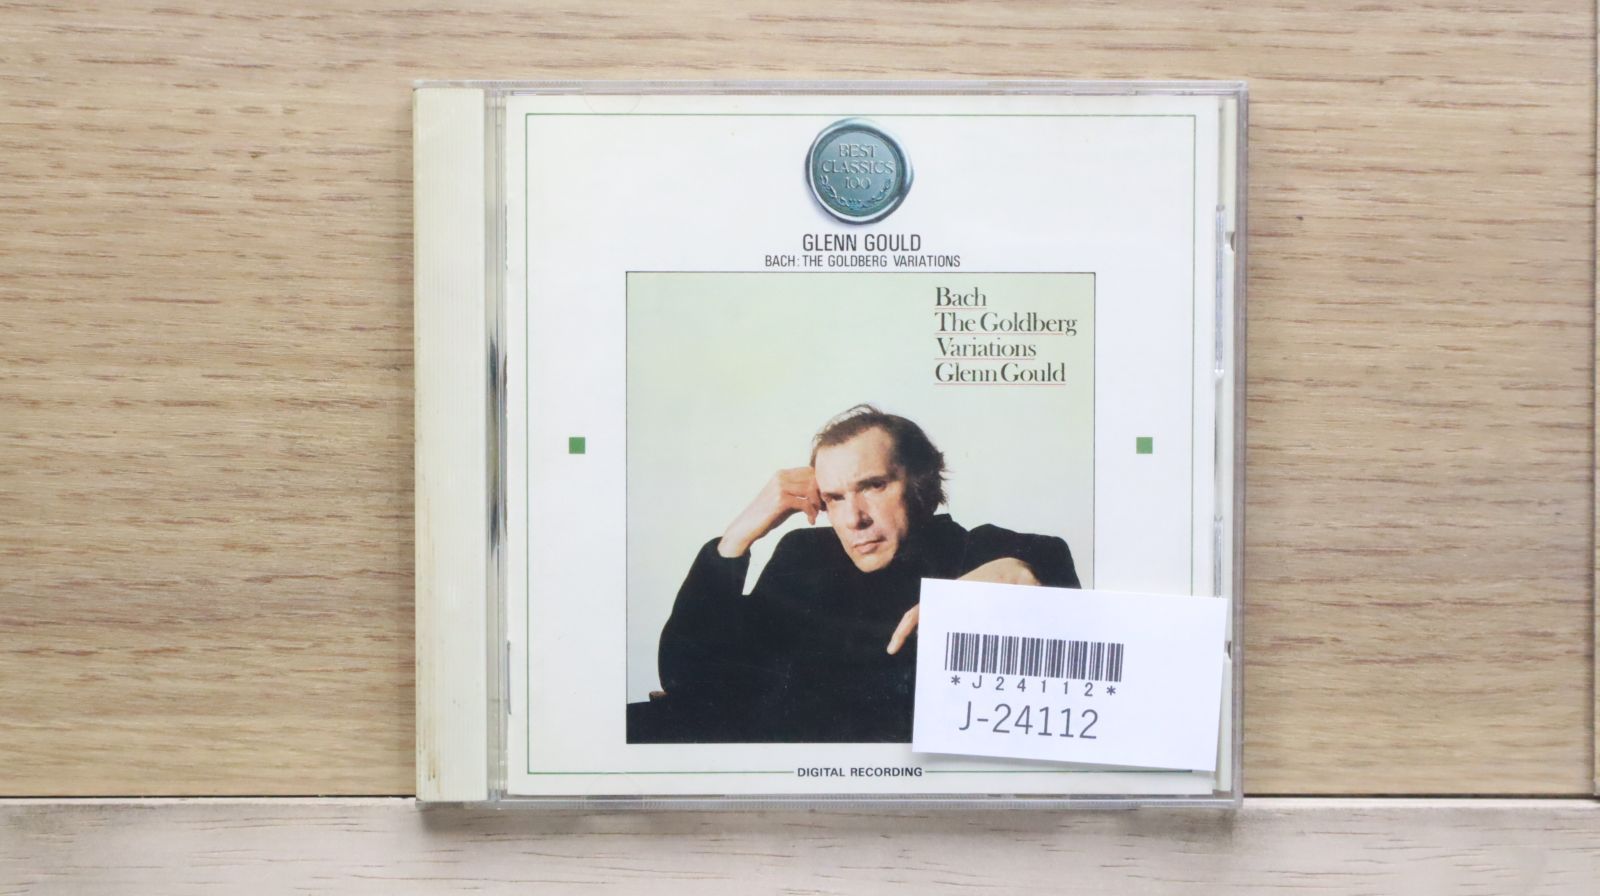 BEST
CLASSICS
100
GLENN GOULD
BACH: THE GOLDBERG VARIATIONS
Bach
The Goldberg
Variations
Glenn Gould
*J24112*
J-24112
DIGITAL RECORDING